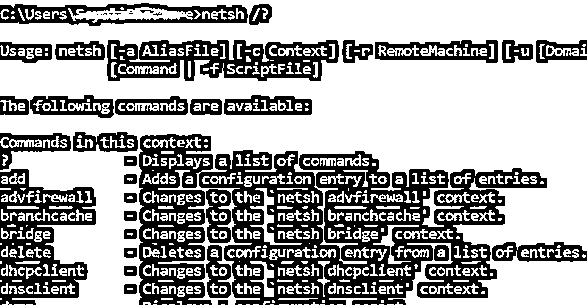 C:\Users\>netsh /?
Usage: netsh [-a AliasFile] [-c Context] [-r RemoteMachine] [-u [Domai
[Command | -f ScriptFile]
The following commands are available:
Commands in this context:
? - Displays a list of commands.
add - Adds a configuration entry to a list of entries.
advfirewall - Changes to the `netsh advfirewall' context.
branchcache - Changes to the `netsh branchcache' context.
bridge - Changes to the `netsh bridge' context.
delete - Deletes a configuration entry from a list of entries.
dhcpclient - Changes to the `netsh dhcpclient' context.
dnsclient - Changes to the `netsh dnsclient' context.